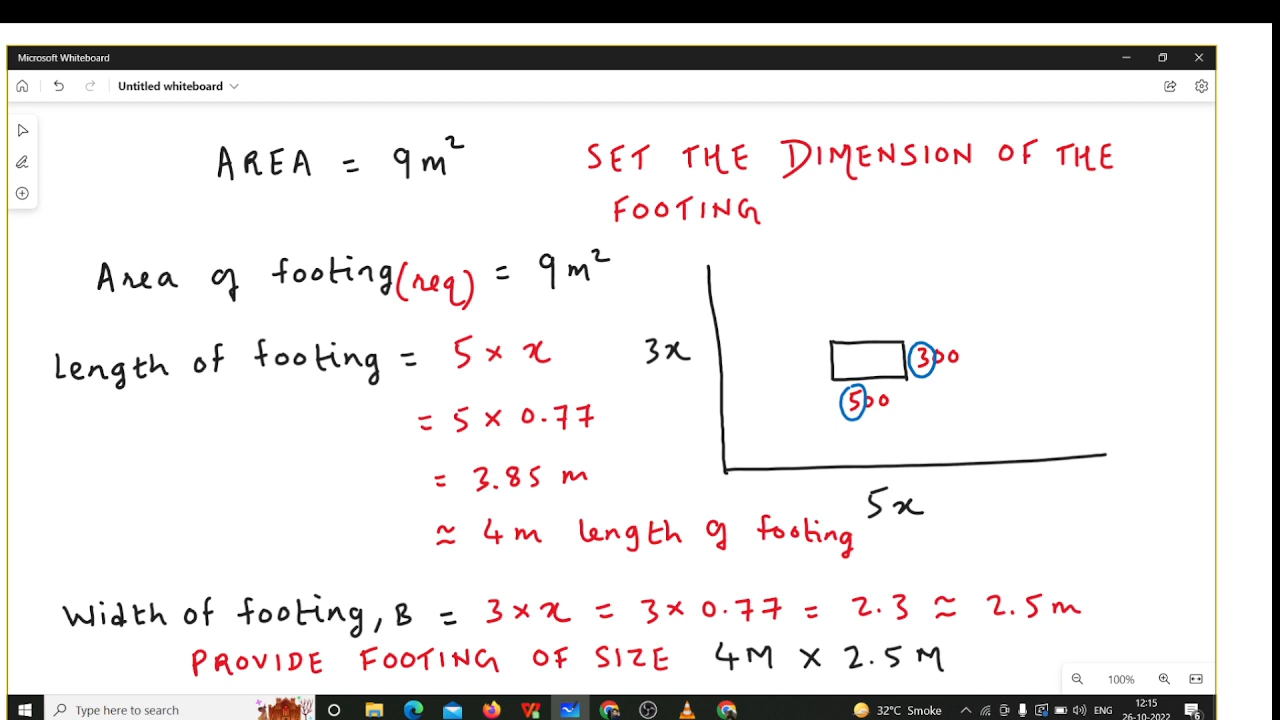 Microsoft Whiteboard
Untitled whiteboard
AREA = 9m²
SET THE DIMENSION OF THE
FOOTING
Area of footing(req) = 9m²
Length of footing = 5 × x
= 5 × 0.77
= 3.85 m
≈ 4m length of footing
3x
300
500
5x
Width of footing, B = 3 × x = 3 × 0.77 = 2.3 ≈ 2.5m
PROVIDE FOOTING OF SIZE 4M × 2.5M
100%
Type here to search
32°C Smoke
ENG
12:15
26-10-2022
6